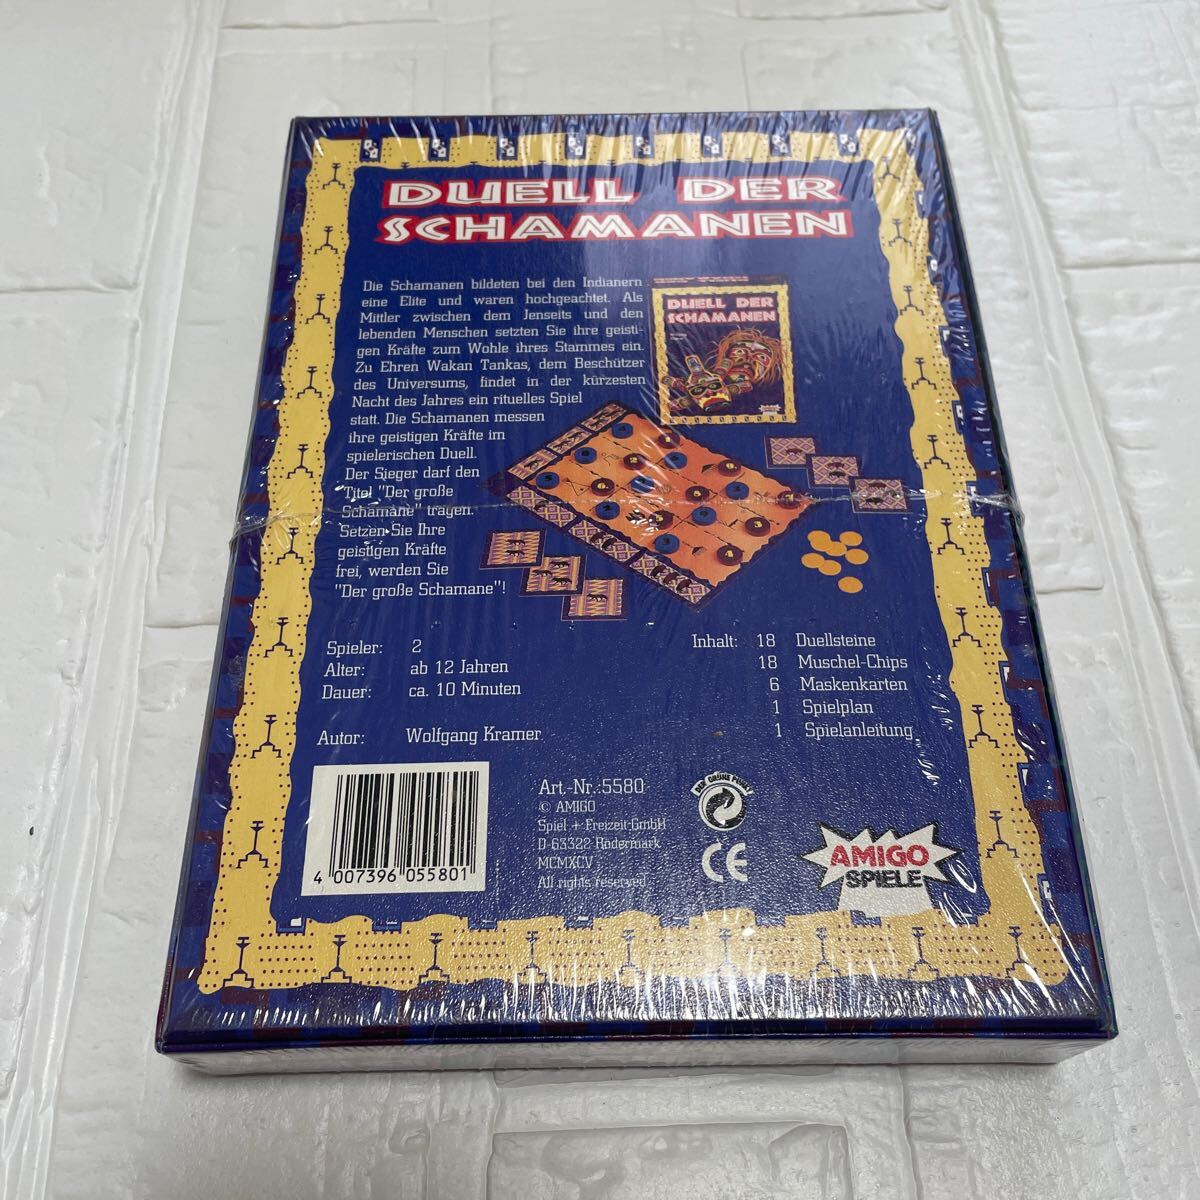 DUELL DER
SCHAMANEN
Die Schamanen bildeten bei den Indianern
eine Elite und waren hochgeachtet. Als
Mittler zwischen dem Jenseits und den
lebenden Menschen setzten Sie ihre geisti-
gen Kräfte zum Wohle ihres Stammes ein.
Zu Ehren Wakan Tankas, dem Beschützer
des Universums, findet in der kürzesten
Nacht des Jahres ein rituelles Spiel
statt. Die Schamanen messen
ihre geistigen Kräfte im
spielerischen Duell.
Der Sieger darf den
Titel "Der große
Schamane" tragen.
Setzen Sie Ihre
geistigen Kräfte
frei, werden Sie
"Der große Schamane"!
DUELL DER
SCHAMANEN
Spieler: 2
Alter: ab 12 Jahren
Dauer: ca. 10 Minuten
Autor: Wolfgang Kramer
Inhalt: 18 Duellsteine
18 Muschel-Chips
6 Maskenkarten
1 Spielplan
1 Spielanleitung
4 007396 055801
Art.-Nr.:5580
© AMIGO
Spiel + Freizeit GmbH
D-63322 Rödermark
MCMXCV
All rights reserved
DER GRÜNE PUNKT
CE
AMIGO
SPIELE